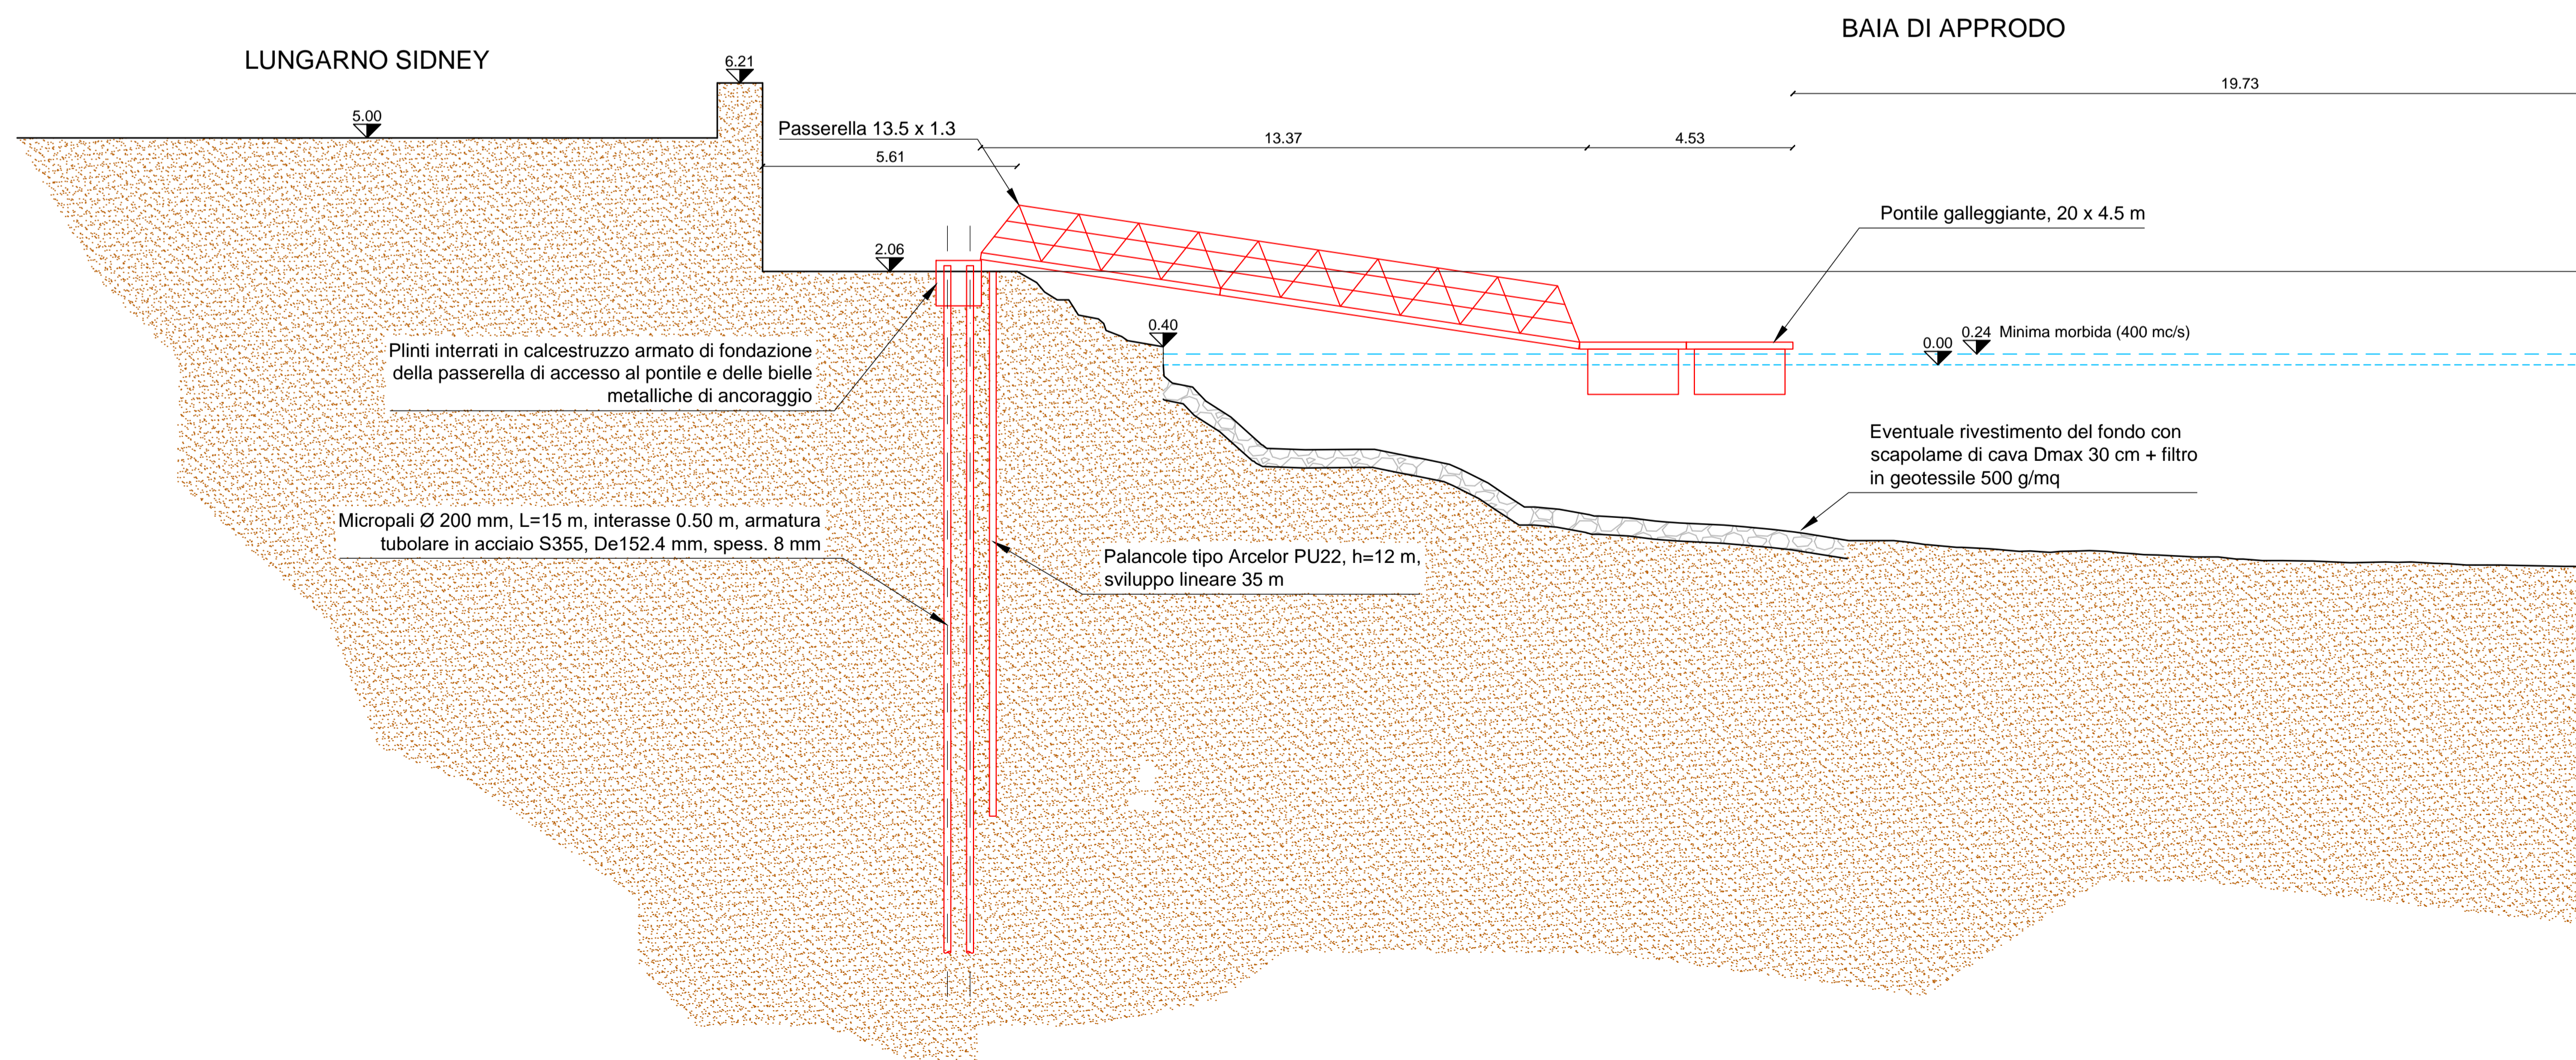 BAIA DI APPRODO
LUNGARNO SIDNEY
6.21
19.73
5.00
Passerella 13.5 x 1.3
13.37
4.53
5.61
Pontile galleggiante, 20 x 4.5 m
2.06
0.40
0.00
0.24
Minima morbida (400 mc/s)
Plinti interrati in calcestruzzo armato di fondazione
della passerella di accesso al pontile e delle bielle
metalliche di ancoraggio
Eventuale rivestimento del fondo con
scapolame di cava Dmax 30 cm + filtro
in geotessile 500 g/mq
Micropali Ø 200 mm, L=15 m, interasse 0.50 m, armatura
tubolare in acciaio S355, De152.4 mm, spess. 8 mm
Palancole tipo Arcelor PU22, h=12 m,
sviluppo lineare 35 m